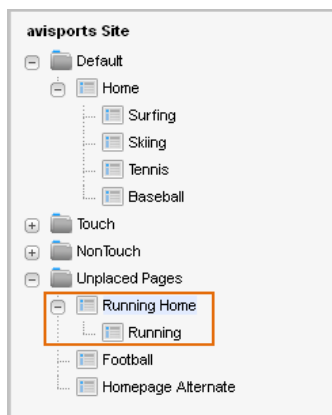 avisports Site
Default
Home
Surfing
Skiing
Tennis
Baseball
Touch
NonTouch
Unplaced Pages
Running Home
Running
Football
Homepage Alternate